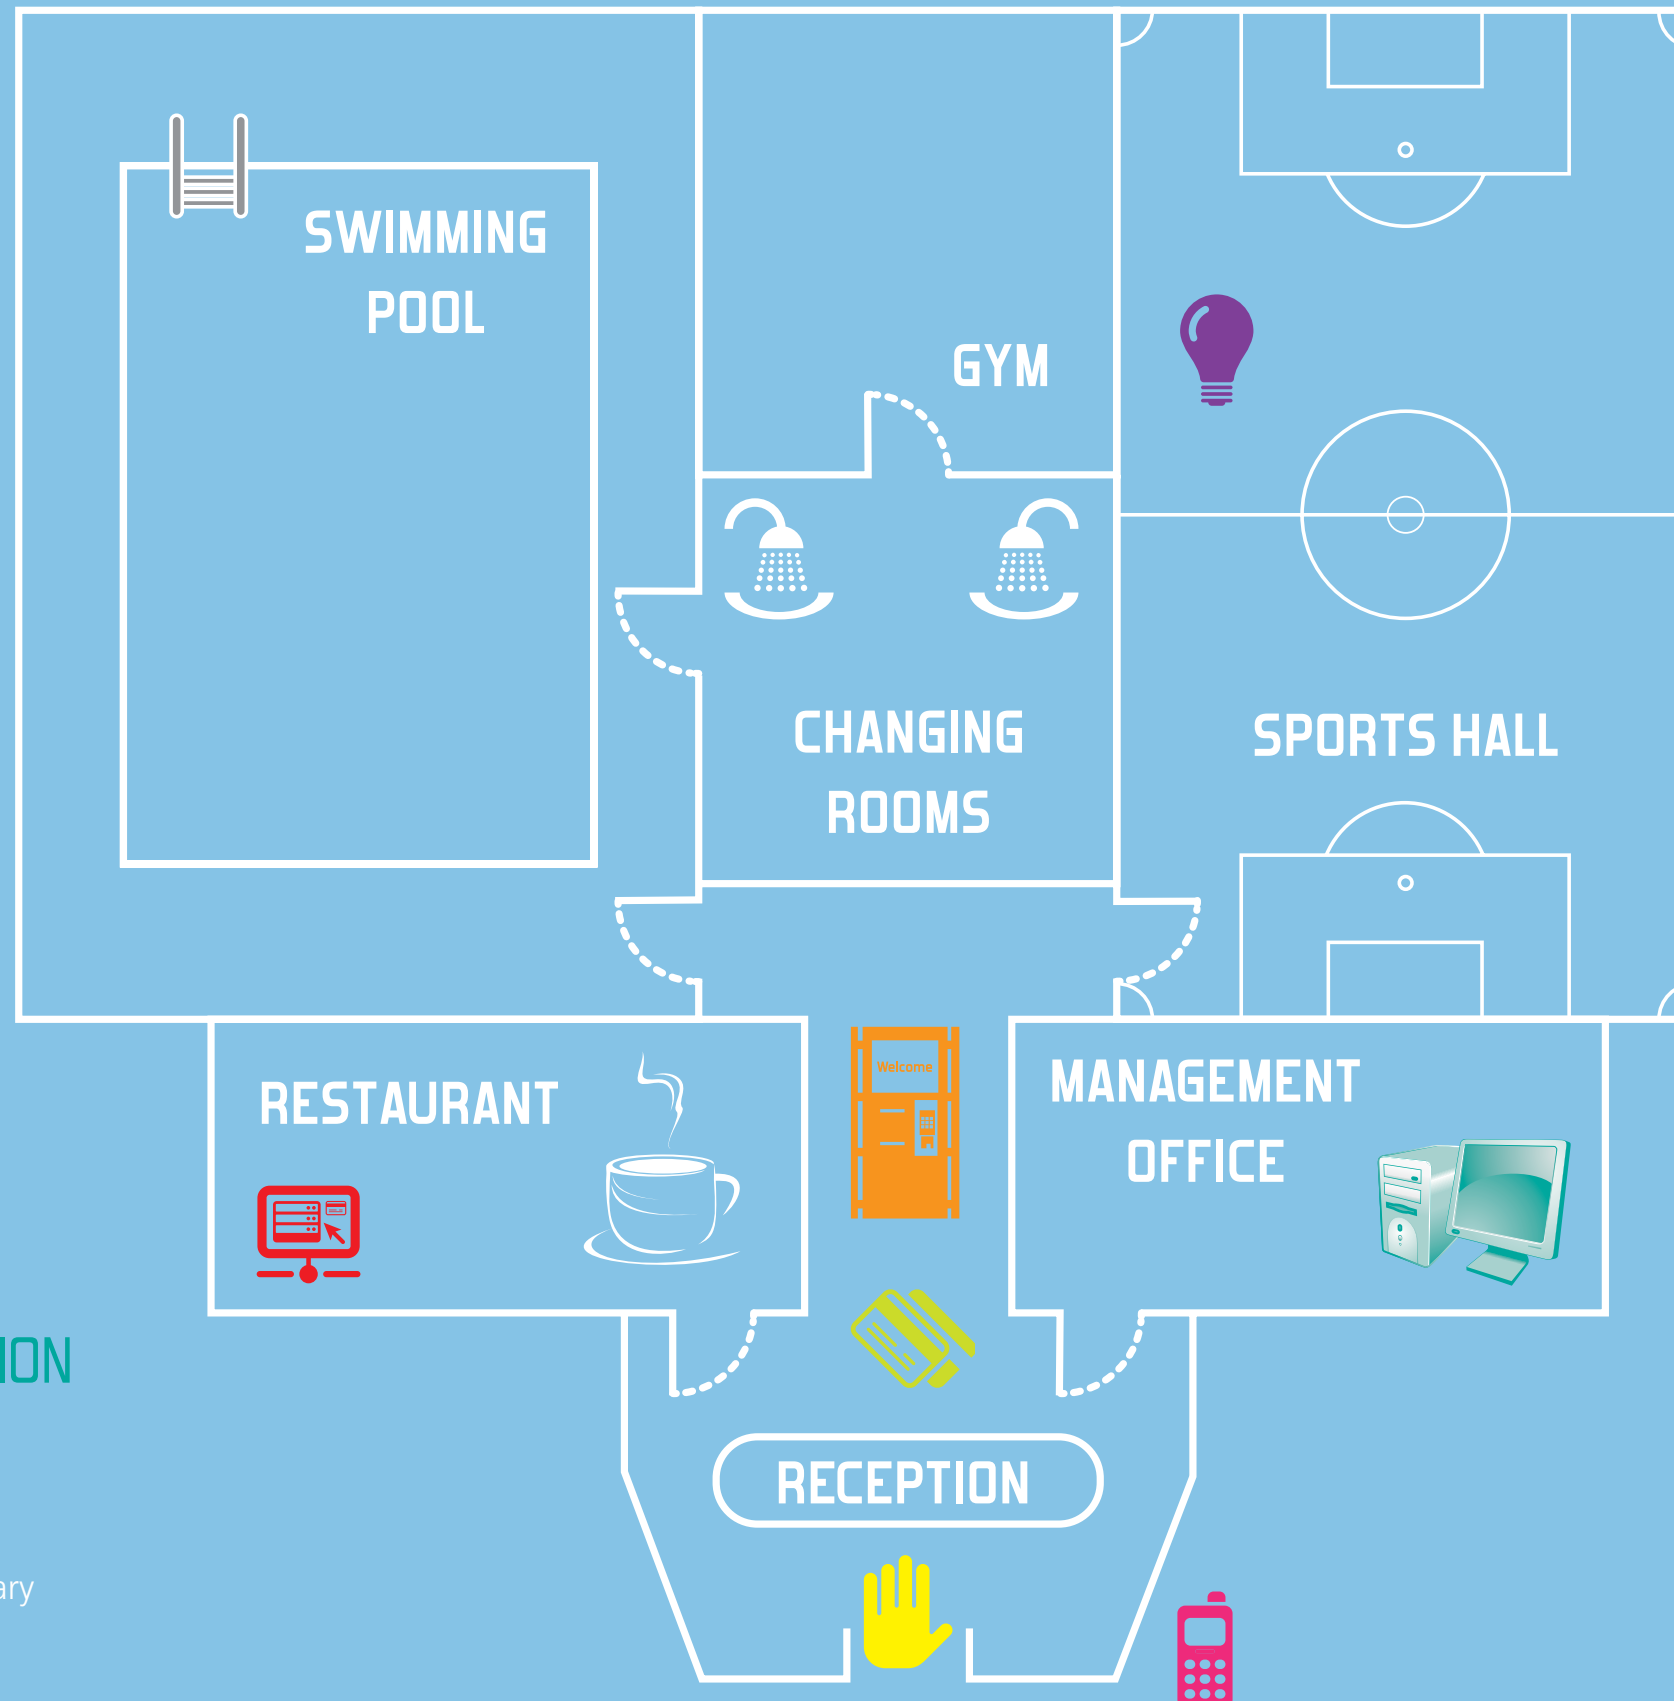 SWIMMING
POOL
GYM
CHANGING
ROOMS
SPORTS HALL
RESTAURANT
Welcome
MANAGEMENT
OFFICE
ION
RECEPTION
ary